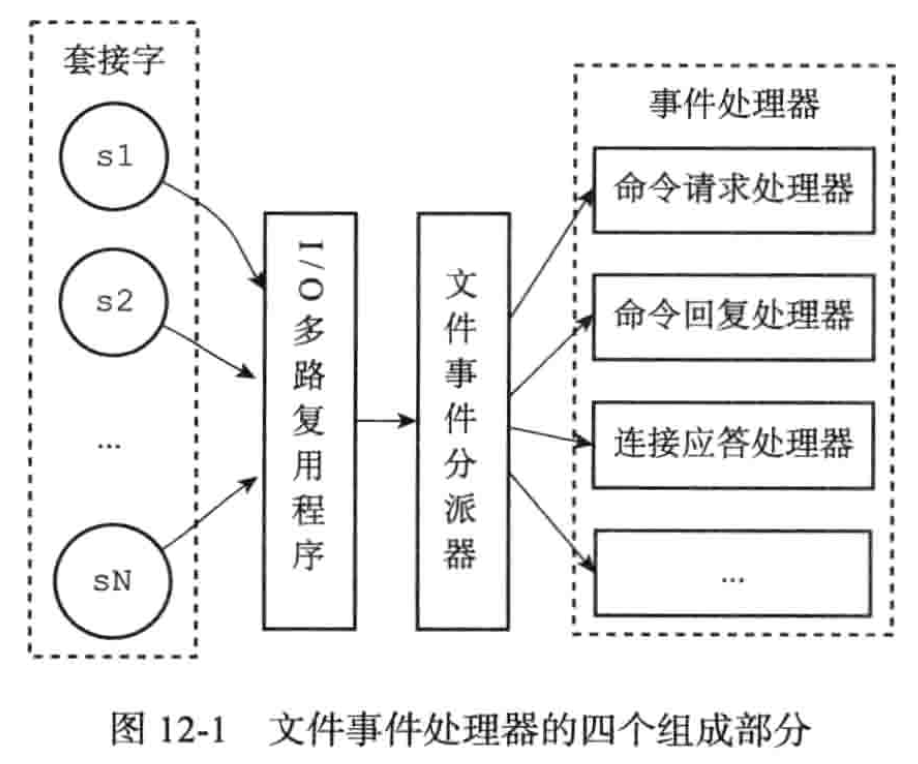 套接字
s1
s2
...
sN
I/O多路复用程序
文件事件分派器
事件处理器
命令请求处理器
命令回复处理器
连接应答处理器
...
图 12-1 文件事件处理器的四个组成部分